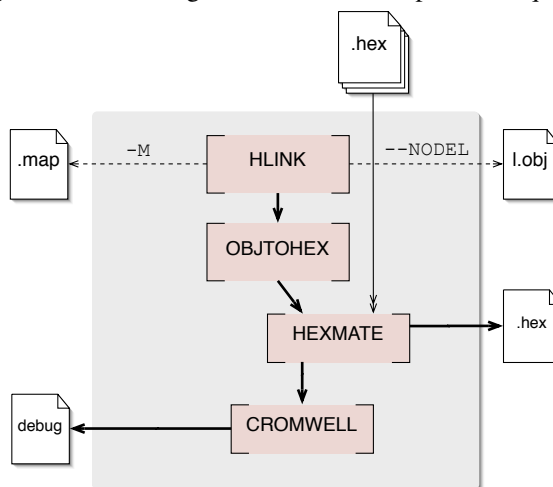 .hex
.map
-M
HLINK
--NODEL
l.obj
OBJTOHEX
HEXMATE
.hex
debug
CROMWELL